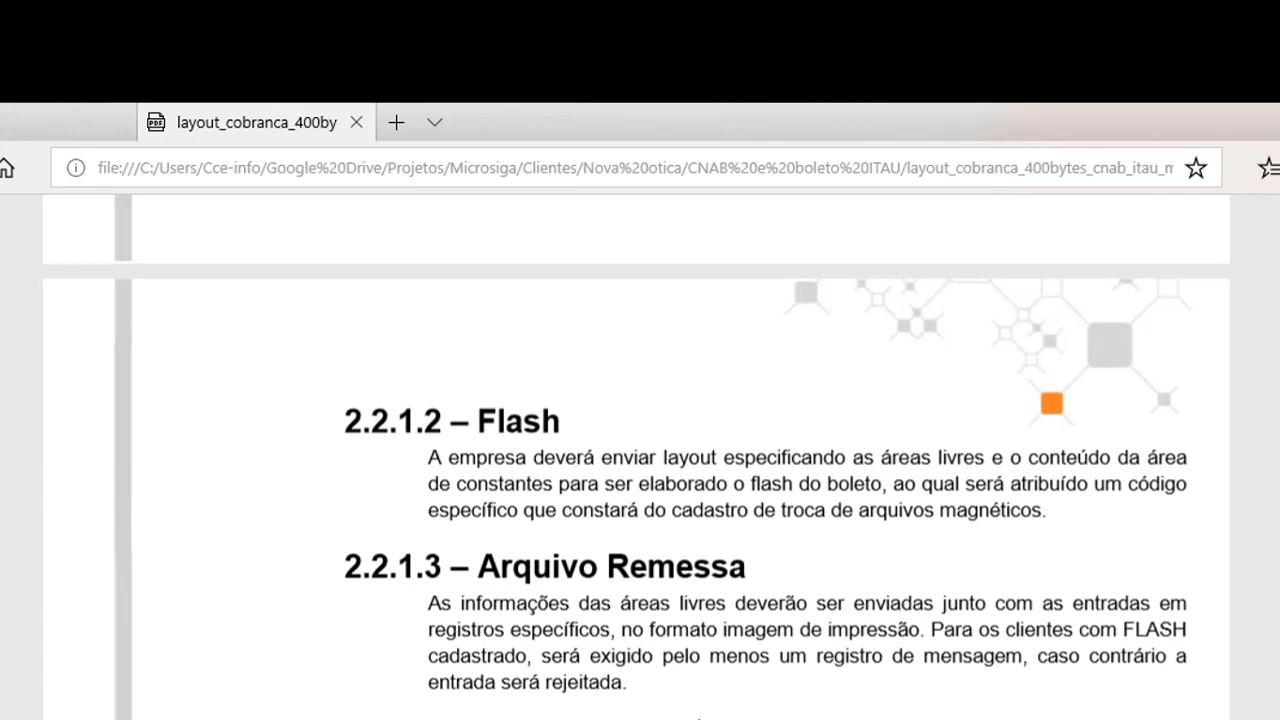 PDF
layout_cobranca_400by
file:///C:/Users/Cce-info/Google%20Drive/Projetos/Microsiga/Clientes/Nova%20otica/CNAB%20e%20boleto%20ITAU/layout_cobranca_400bytes_cnab_itau_m
2.2.1.2 – Flash
A empresa deverá enviar layout especificando as áreas livres e o conteúdo da área
de constantes para ser elaborado o flash do boleto, ao qual será atribuído um código
específico que constará do cadastro de troca de arquivos magnéticos.
2.2.1.3 – Arquivo Remessa
As informações das áreas livres deverão ser enviadas junto com as entradas em
registros específicos, no formato imagem de impressão. Para os clientes com FLASH
cadastrado, será exigido pelo menos um registro de mensagem, caso contrário a
entrada será rejeitada.